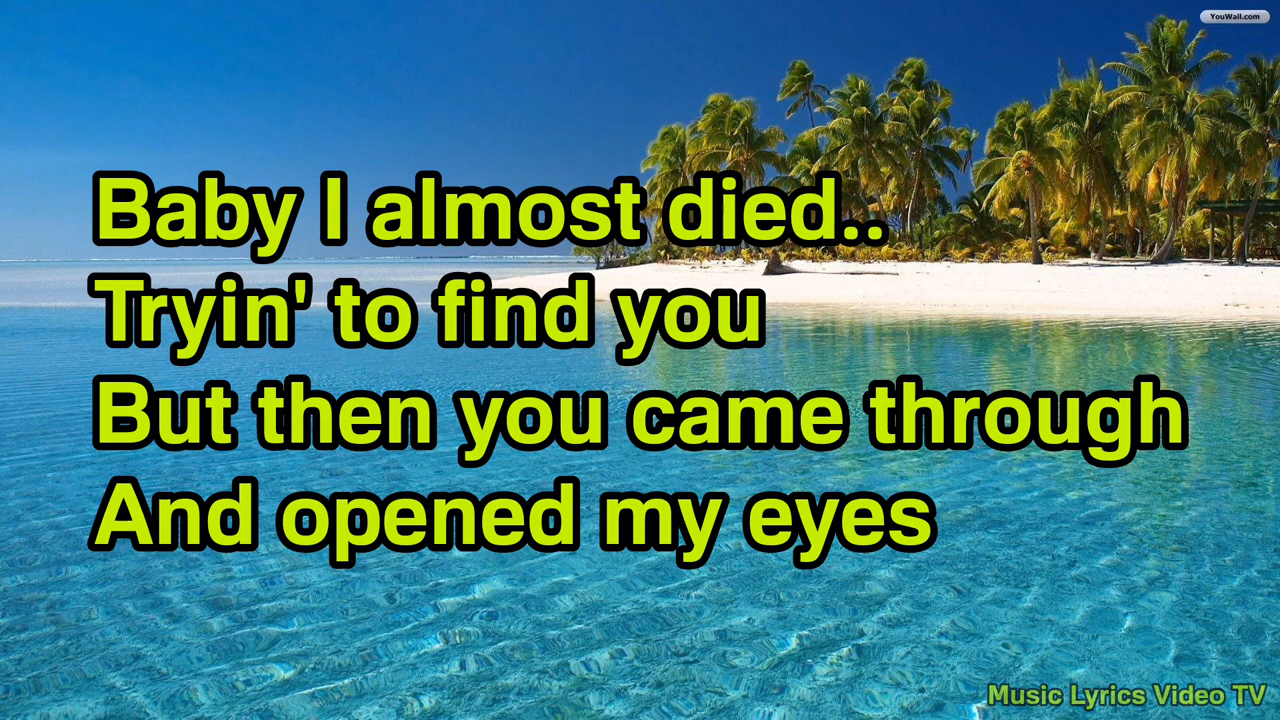 YouWall.com
Baby I almost died..
Tryin' to find you
But then you came through
And opened my eyes
Music Lyrics Video TV